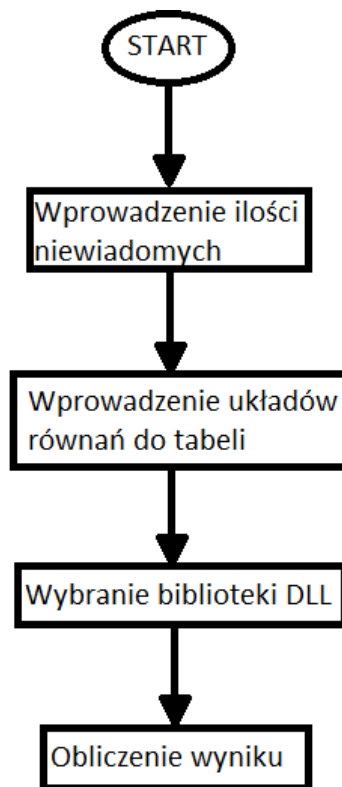 START
Wprowadzenie ilości
niewiadomych
Wprowadzenie układów
równań do tabeli
Wybranie biblioteki DLL
Obliczenie wyniku